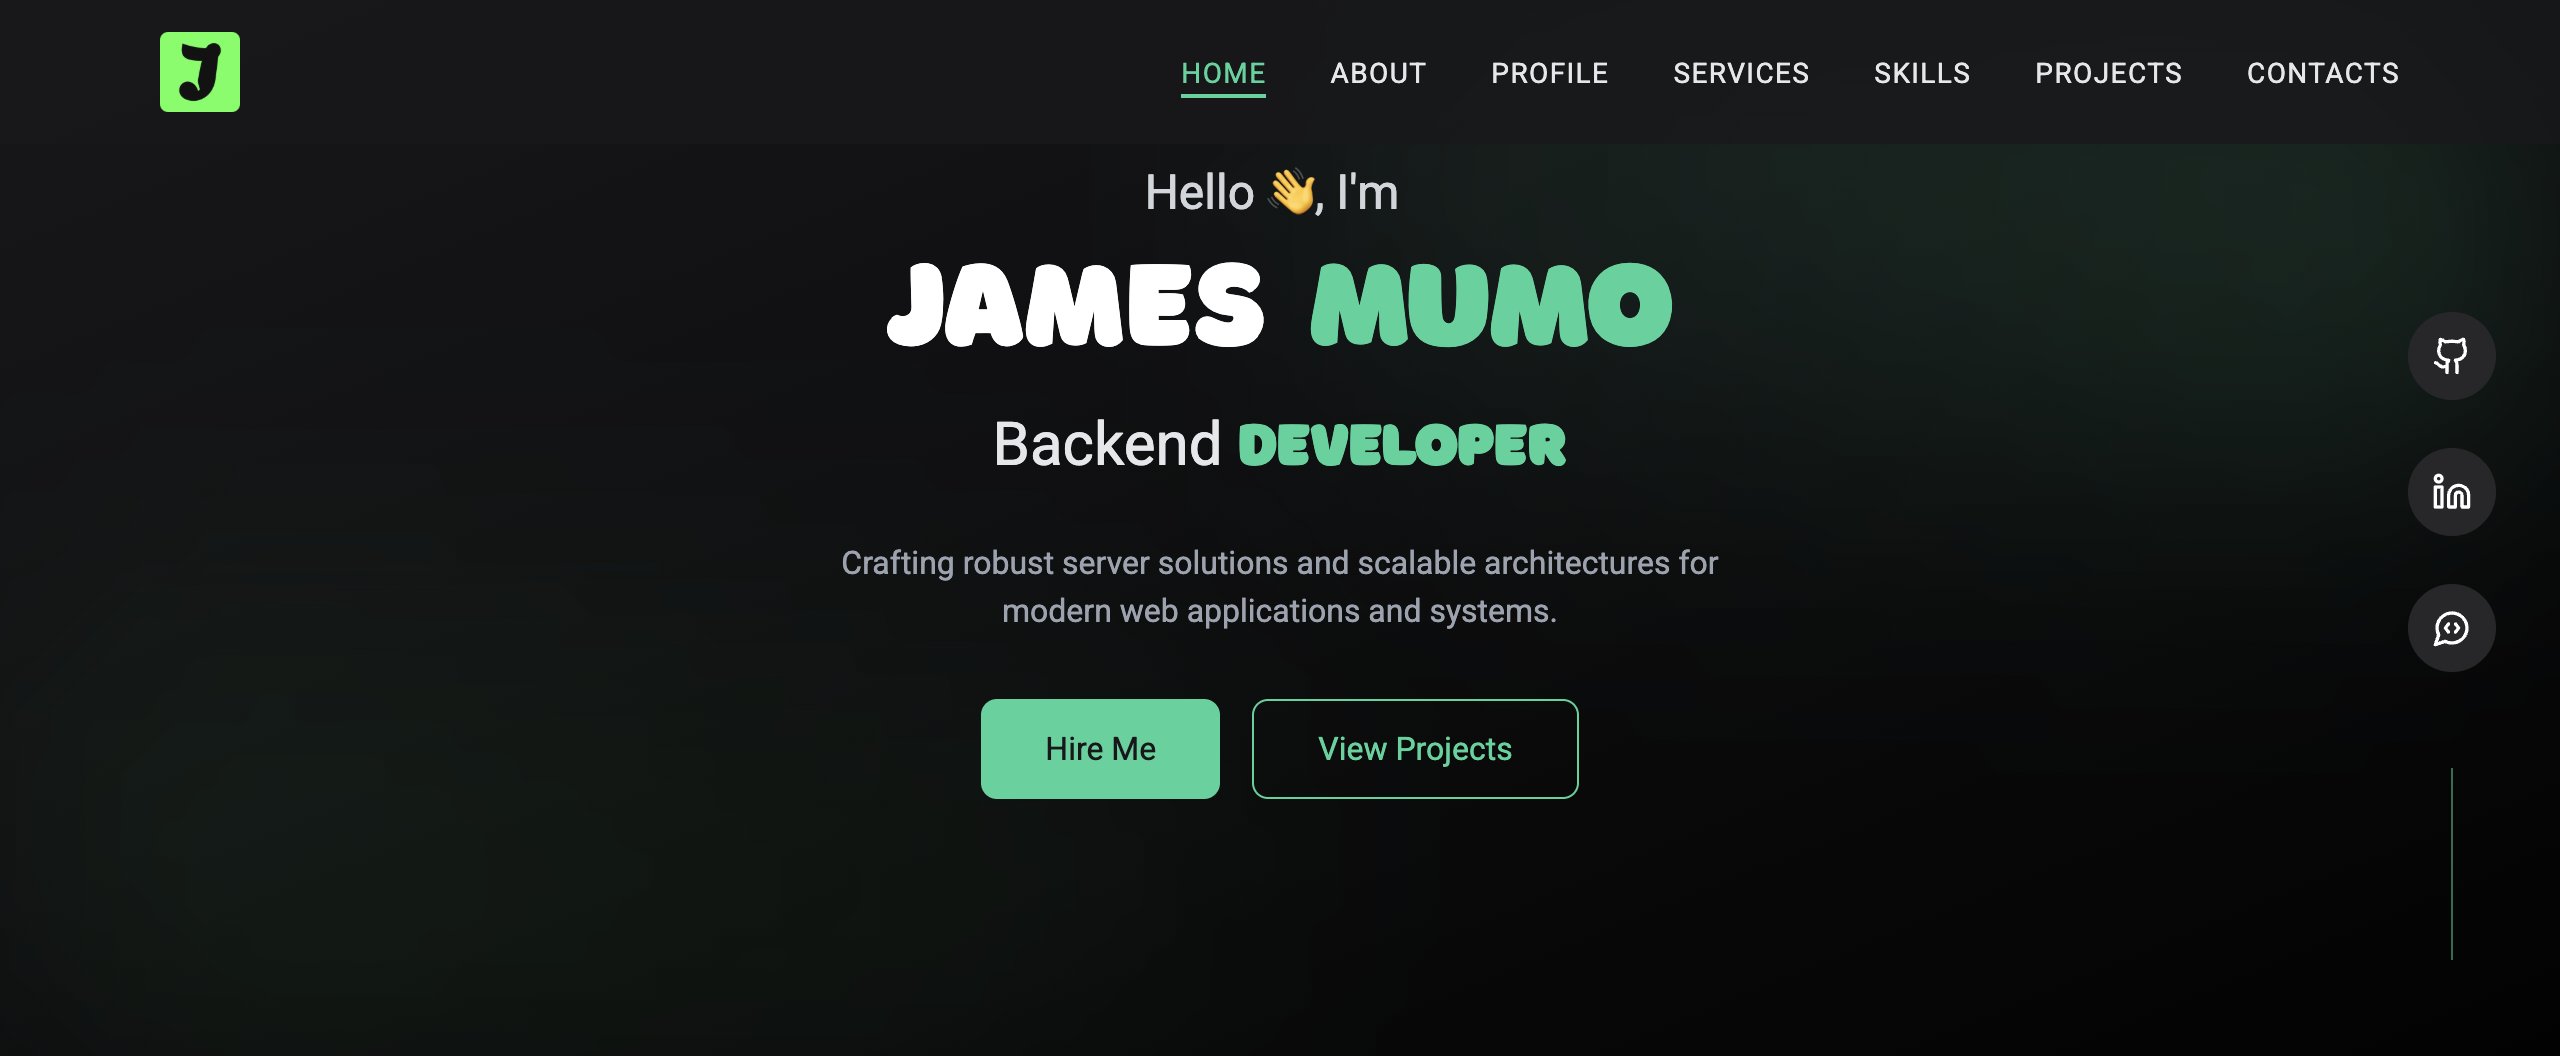 J
HOME ABOUT PROFILE SERVICES SKILLS PROJECTS CONTACTS
Hello 👋, I'm
JAMES MUMO
Backend DEVELOPER
Crafting robust server solutions and scalable architectures for
modern web applications and systems.
Hire Me View Projects